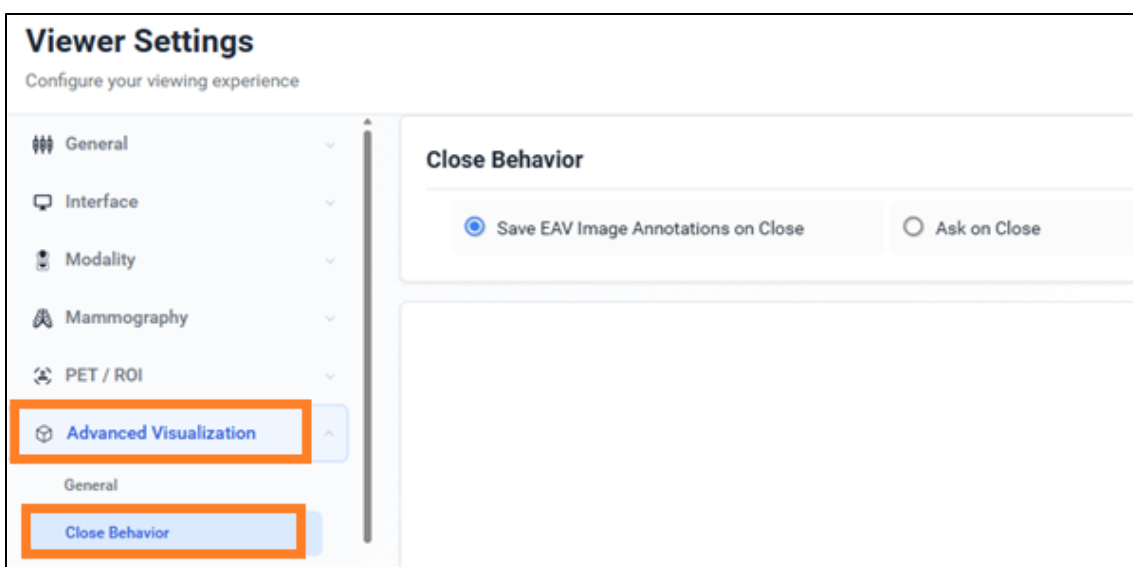 Viewer Settings
Configure your viewing experience
General
Interface
Modality
Mammography
PET / ROI
Advanced Visualization
General
Close Behavior
Close Behavior
Save EAV Image Annotations on Close
Ask on Close